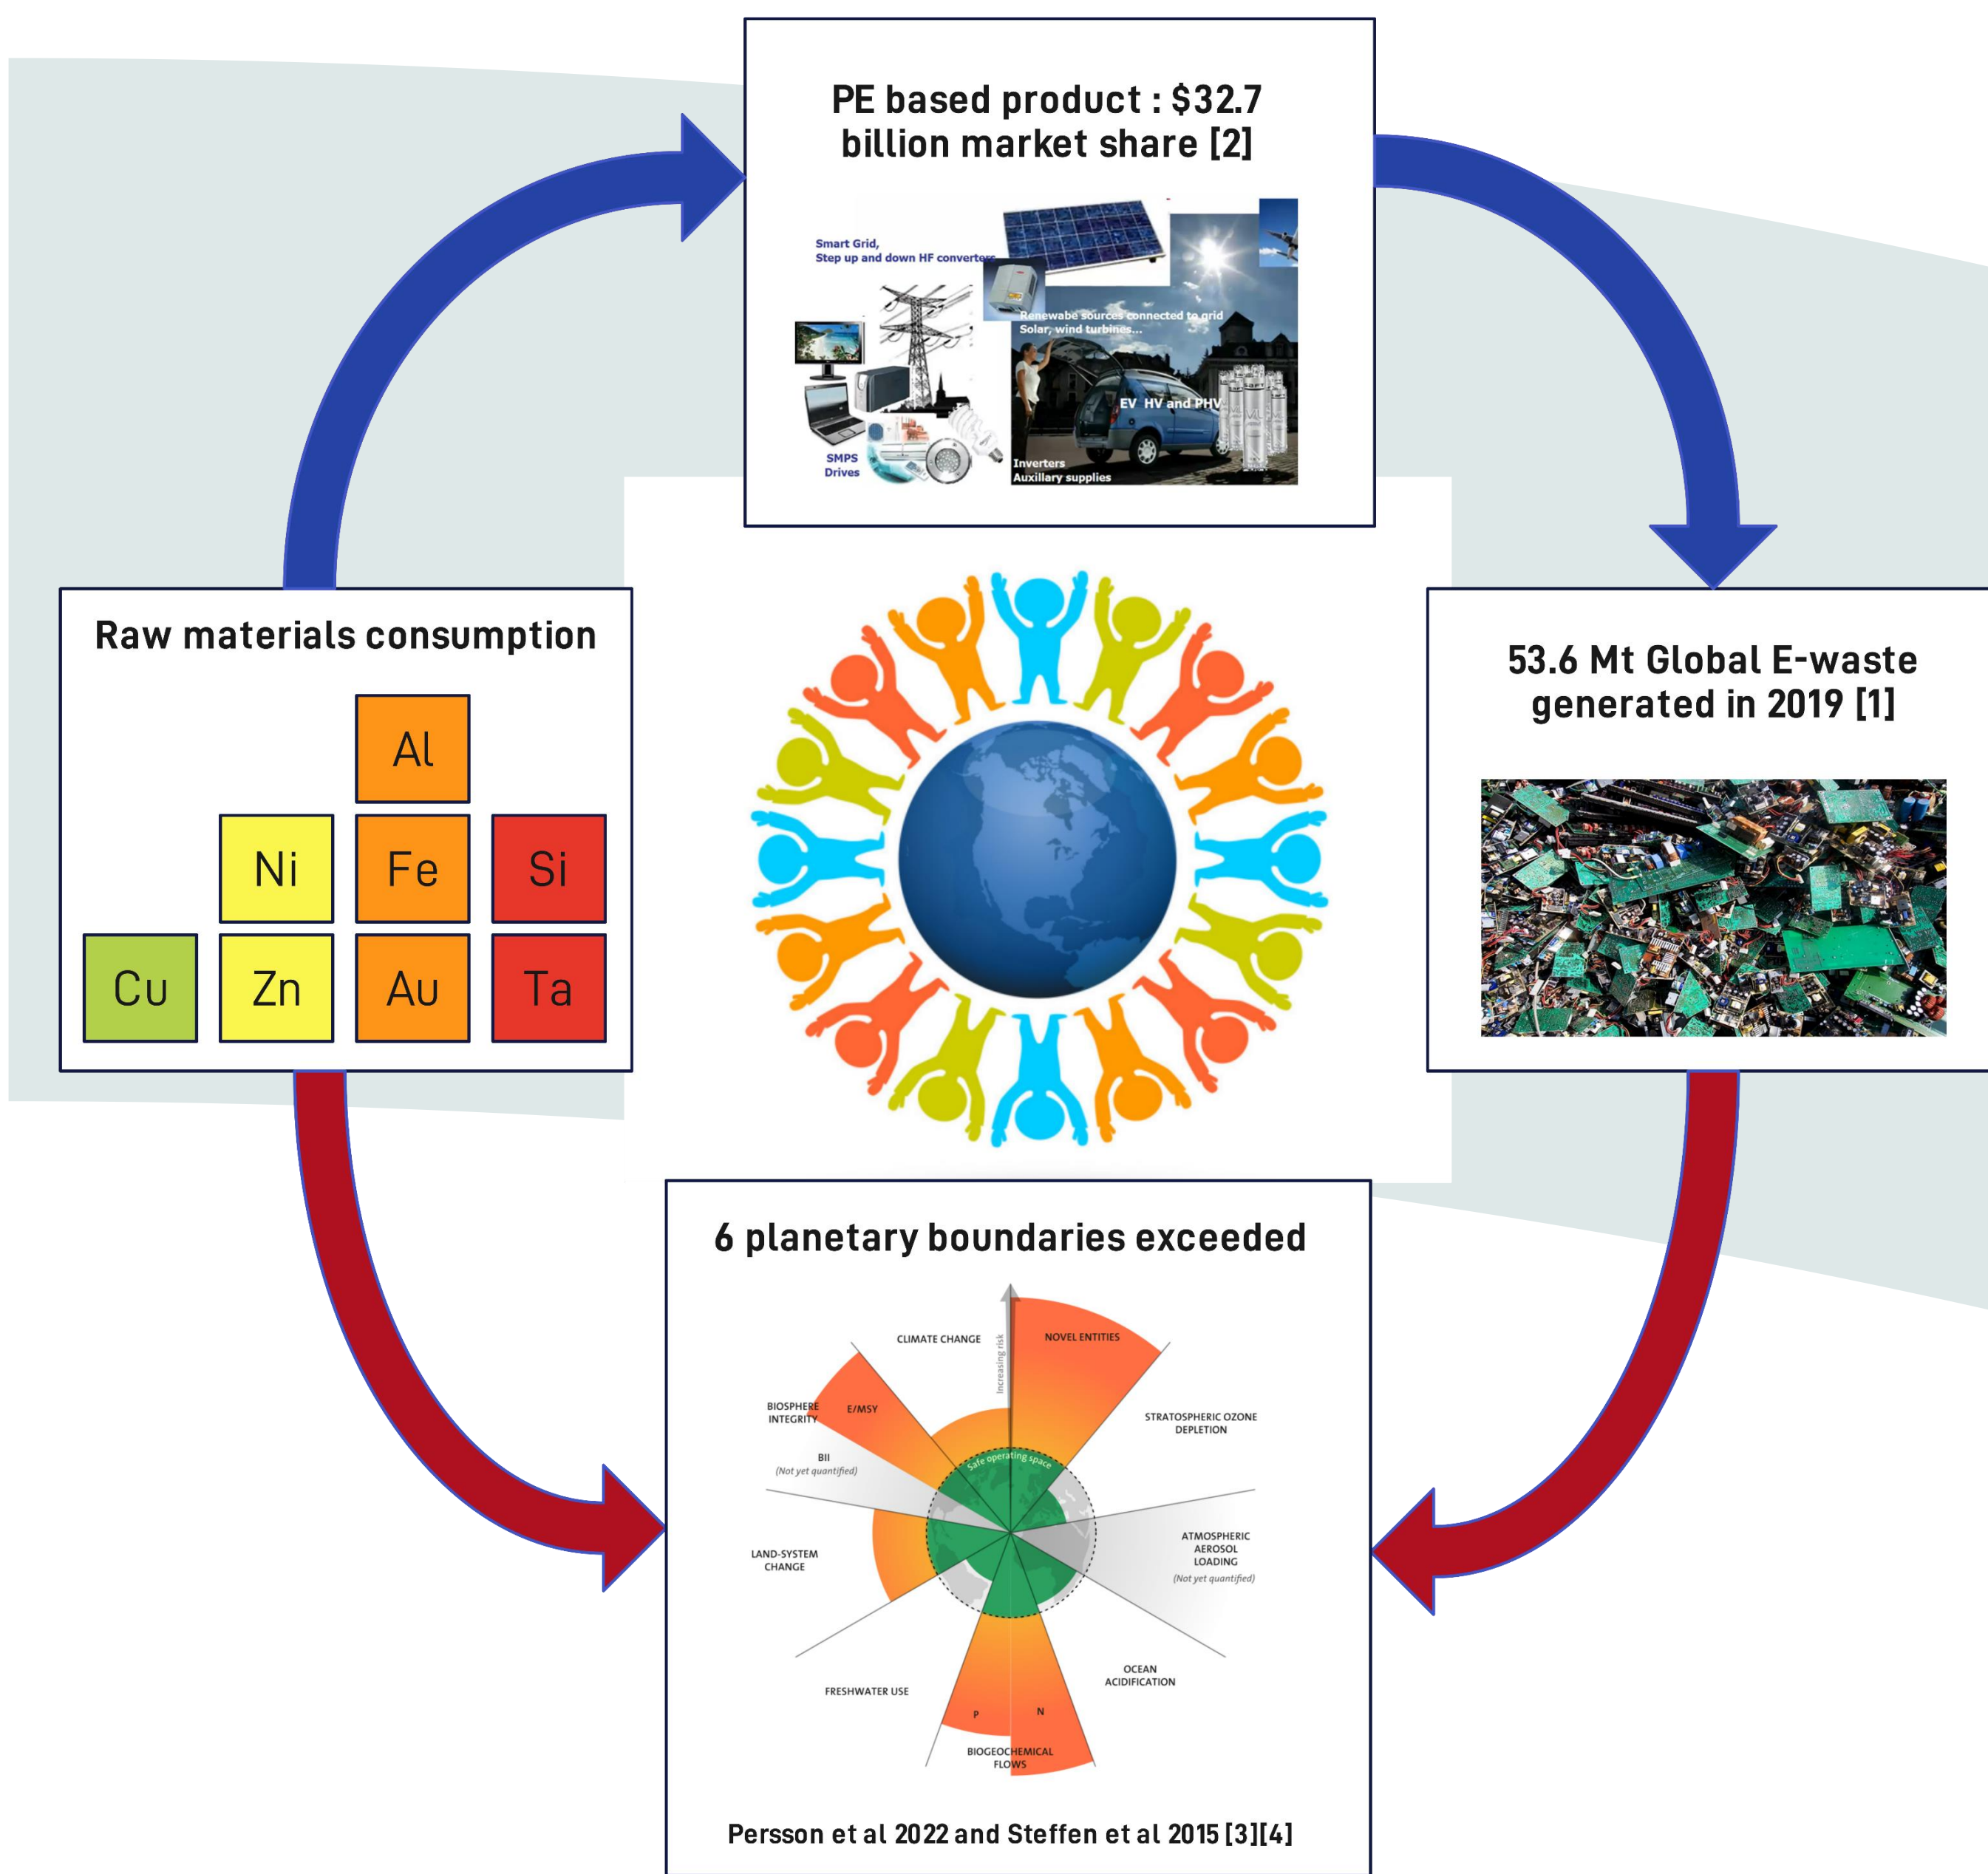 PE based product : $32.7
billion market share [2]
Smart Grid,
Step up and down HF converters
Renewabe sources connected to grid
Solar, wind turbines...
EV HV and PHV
SMPS
Drives
Inverters
Auxillary supplies
Raw materials consumption
Al
Ni Fe Si
Cu Zn Au Ta
53.6 Mt Global E-waste
generated in 2019 [1]
6 planetary boundaries exceeded
CLIMATE CHANGE
Increasing risk
NOVEL ENTITIES
BIOSPHERE
INTEGRITY
E/MSY
STRATOSPHERIC OZONE
DEPLETION
BII
(Not yet quantified)
Safe operating space
LAND-SYSTEM
CHANGE
ATMOSPHERIC
AEROSOL
LOADING
(Not yet quantified)
FRESHWATER USE
OCEAN
ACIDIFICATION
P
N
BIOGEOCHEMICAL
FLOWS
Persson et al 2022 and Steffen et al 2015 [3][4]